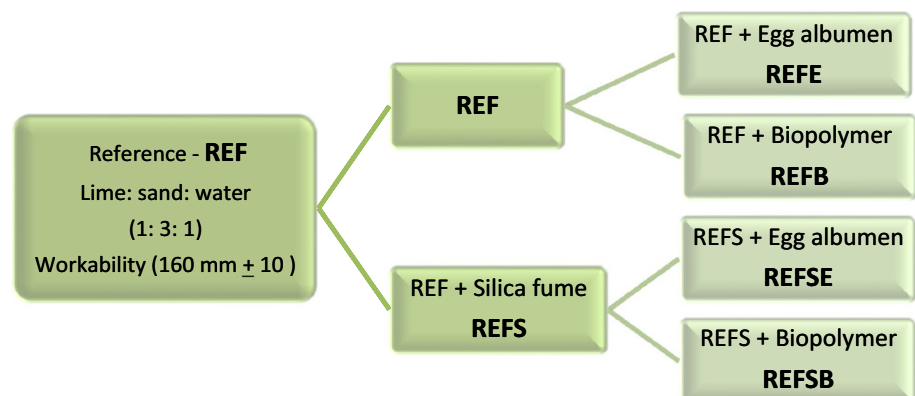 Reference - REF
Lime: sand: water
(1: 3: 1)
Workability (160 mm ± 10 )
REF
REF + Silica fume
REFS
REF + Egg albumen
REFE
REF + Biopolymer
REFB
REFS + Egg albumen
REFSE
REFS + Biopolymer
REFSB